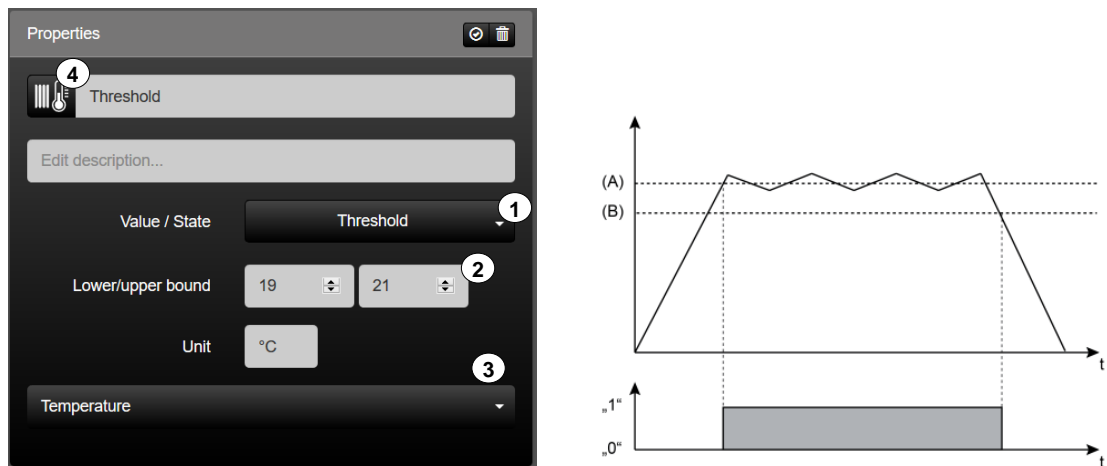 Properties
4
Threshold
Edit description...
Value / State
Threshold
1
Lower/upper bound
19
21
2
Unit
°C
3
Temperature
(A)
(B)
t
„1“
„0“
t